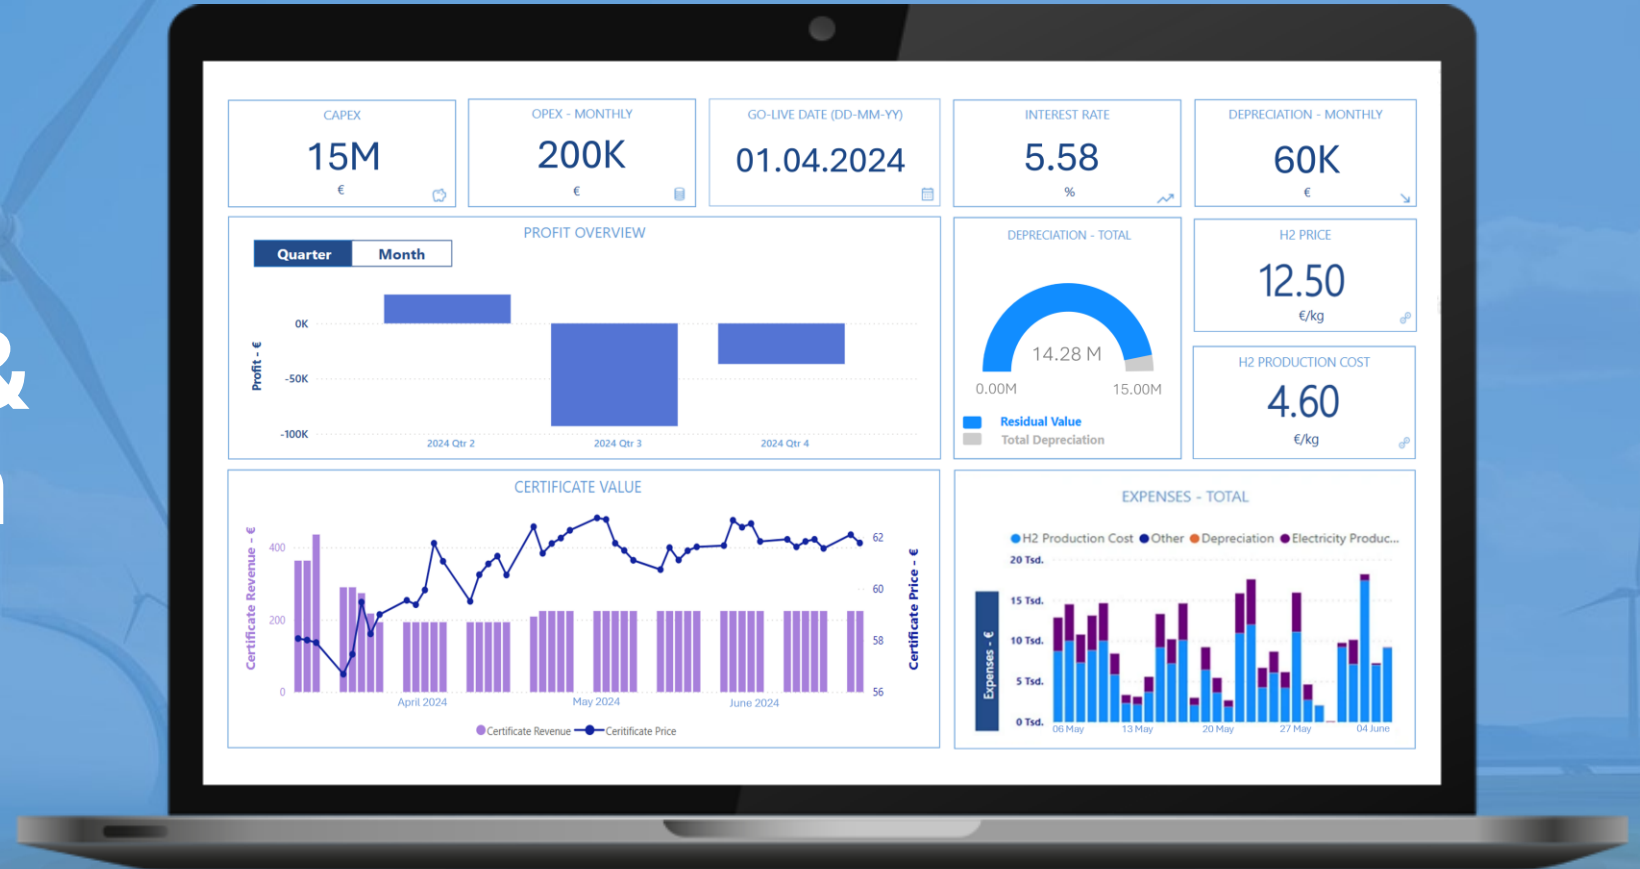 &
CAPEX
15M
€
OPEX - MONTHLY
200K
€
GO-LIVE DATE (DD-MM-YY)
01.04.2024
INTEREST RATE
5.58
%
DEPRECIATION - MONTHLY
60K
€
PROFIT OVERVIEW
Quarter Month
Profit - €
0K
-50K
-100K
2024 Qtr 2 2024 Qtr 3 2024 Qtr 4
DEPRECIATION - TOTAL
14.28 M
0.00M 15.00M
Residual Value
Total Depreciation
H2 PRICE
12.50
€/kg
H2 PRODUCTION COST
4.60
€/kg
CERTIFICATE VALUE
Certificate Revenue - €
400
200
0
62
60
58
56
Certificate Price - €
April 2024 May 2024 June 2024
Certificate Revenue Ceritificate Price
EXPENSES - TOTAL
H2 Production Cost Other Depreciation Electricity Produc...
Expenses - €
20 Tsd.
15 Tsd.
10 Tsd.
5 Tsd.
0 Tsd.
06 May 13 May 20 May 27 May 04 June